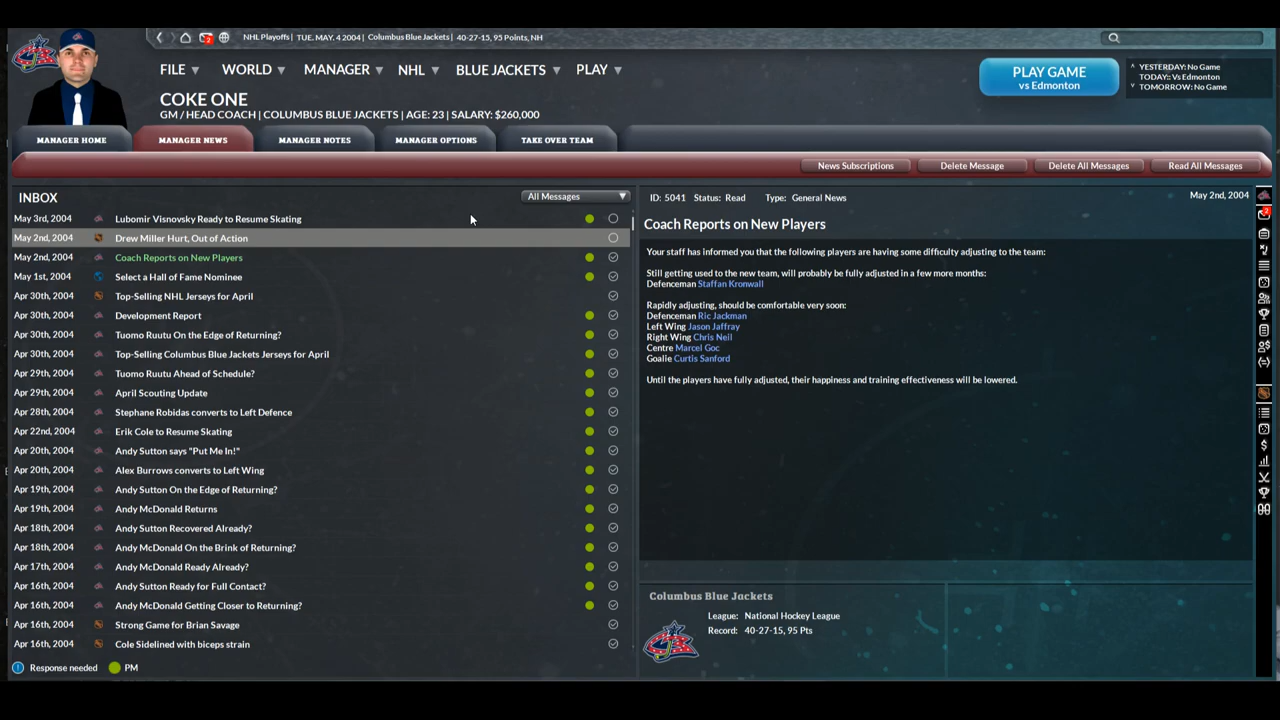 NHL Playoffs | TUE. MAY. 4 2004 | Columbus Blue Jackets | 40-27-15, 95 Points, NH
2
FILE WORLD MANAGER NHL BLUE JACKETS PLAY
PLAY GAME
vs Edmonton
YESTERDAY: No Game
TODAY:: Vs Edmonton
TOMORROW: No Game
COKE ONE
GM / HEAD COACH | COLUMBUS BLUE JACKETS | AGE: 23 | SALARY: $260,000
MANAGER HOME MANAGER NEWS MANAGER NOTES MANAGER OPTIONS TAKE OVER TEAM
News Subscriptions Delete Message Delete All Messages Read All Messages
INBOX All Messages
May 3rd, 2004 Lubomir Visnovsky Ready to Resume Skating
May 2nd, 2004 Drew Miller Hurt, Out of Action
May 2nd, 2004 Coach Reports on New Players
May 1st, 2004 Select a Hall of Fame Nominee
Apr 30th, 2004 Top-Selling NHL Jerseys for April
Apr 30th, 2004 Development Report
Apr 30th, 2004 Tuomo Ruutu On the Edge of Returning?
Apr 30th, 2004 Top-Selling Columbus Blue Jackets Jerseys for April
Apr 29th, 2004 Tuomo Ruutu Ahead of Schedule?
Apr 29th, 2004 April Scouting Update
Apr 28th, 2004 Stephane Robidas converts to Left Defence
Apr 22nd, 2004 Erik Cole to Resume Skating
Apr 20th, 2004 Andy Sutton says "Put Me In!"
Apr 20th, 2004 Alex Burrows converts to Left Wing
Apr 19th, 2004 Andy Sutton On the Edge of Returning?
Apr 19th, 2004 Andy McDonald Returns
Apr 18th, 2004 Andy Sutton Recovered Already?
Apr 18th, 2004 Andy McDonald On the Brink of Returning?
Apr 17th, 2004 Andy McDonald Ready Already?
Apr 16th, 2004 Andy Sutton Ready for Full Contact?
Apr 16th, 2004 Andy McDonald Getting Closer to Returning?
Apr 16th, 2004 Strong Game for Brian Savage
Apr 16th, 2004 Cole Sidelined with biceps strain
Response needed PM
ID: 5041 Status: Read Type: General News May 2nd, 2004
Coach Reports on New Players
Your staff has informed you that the following players are having some difficulty adjusting to the team:
Still getting used to the new team, will probably be fully adjusted in a few more months:
Defenceman Staffan Kronwall
Rapidly adjusting, should be comfortable very soon:
Defenceman Ric Jackman
Left Wing Jason Jaffray
Right Wing Chris Neil
Centre Marcel Goc
Goalie Curtis Sanford
Until the players have fully adjusted, their happiness and training effectiveness will be lowered.
Columbus Blue Jackets
League: National Hockey League
Record: 40-27-15, 95 Pts